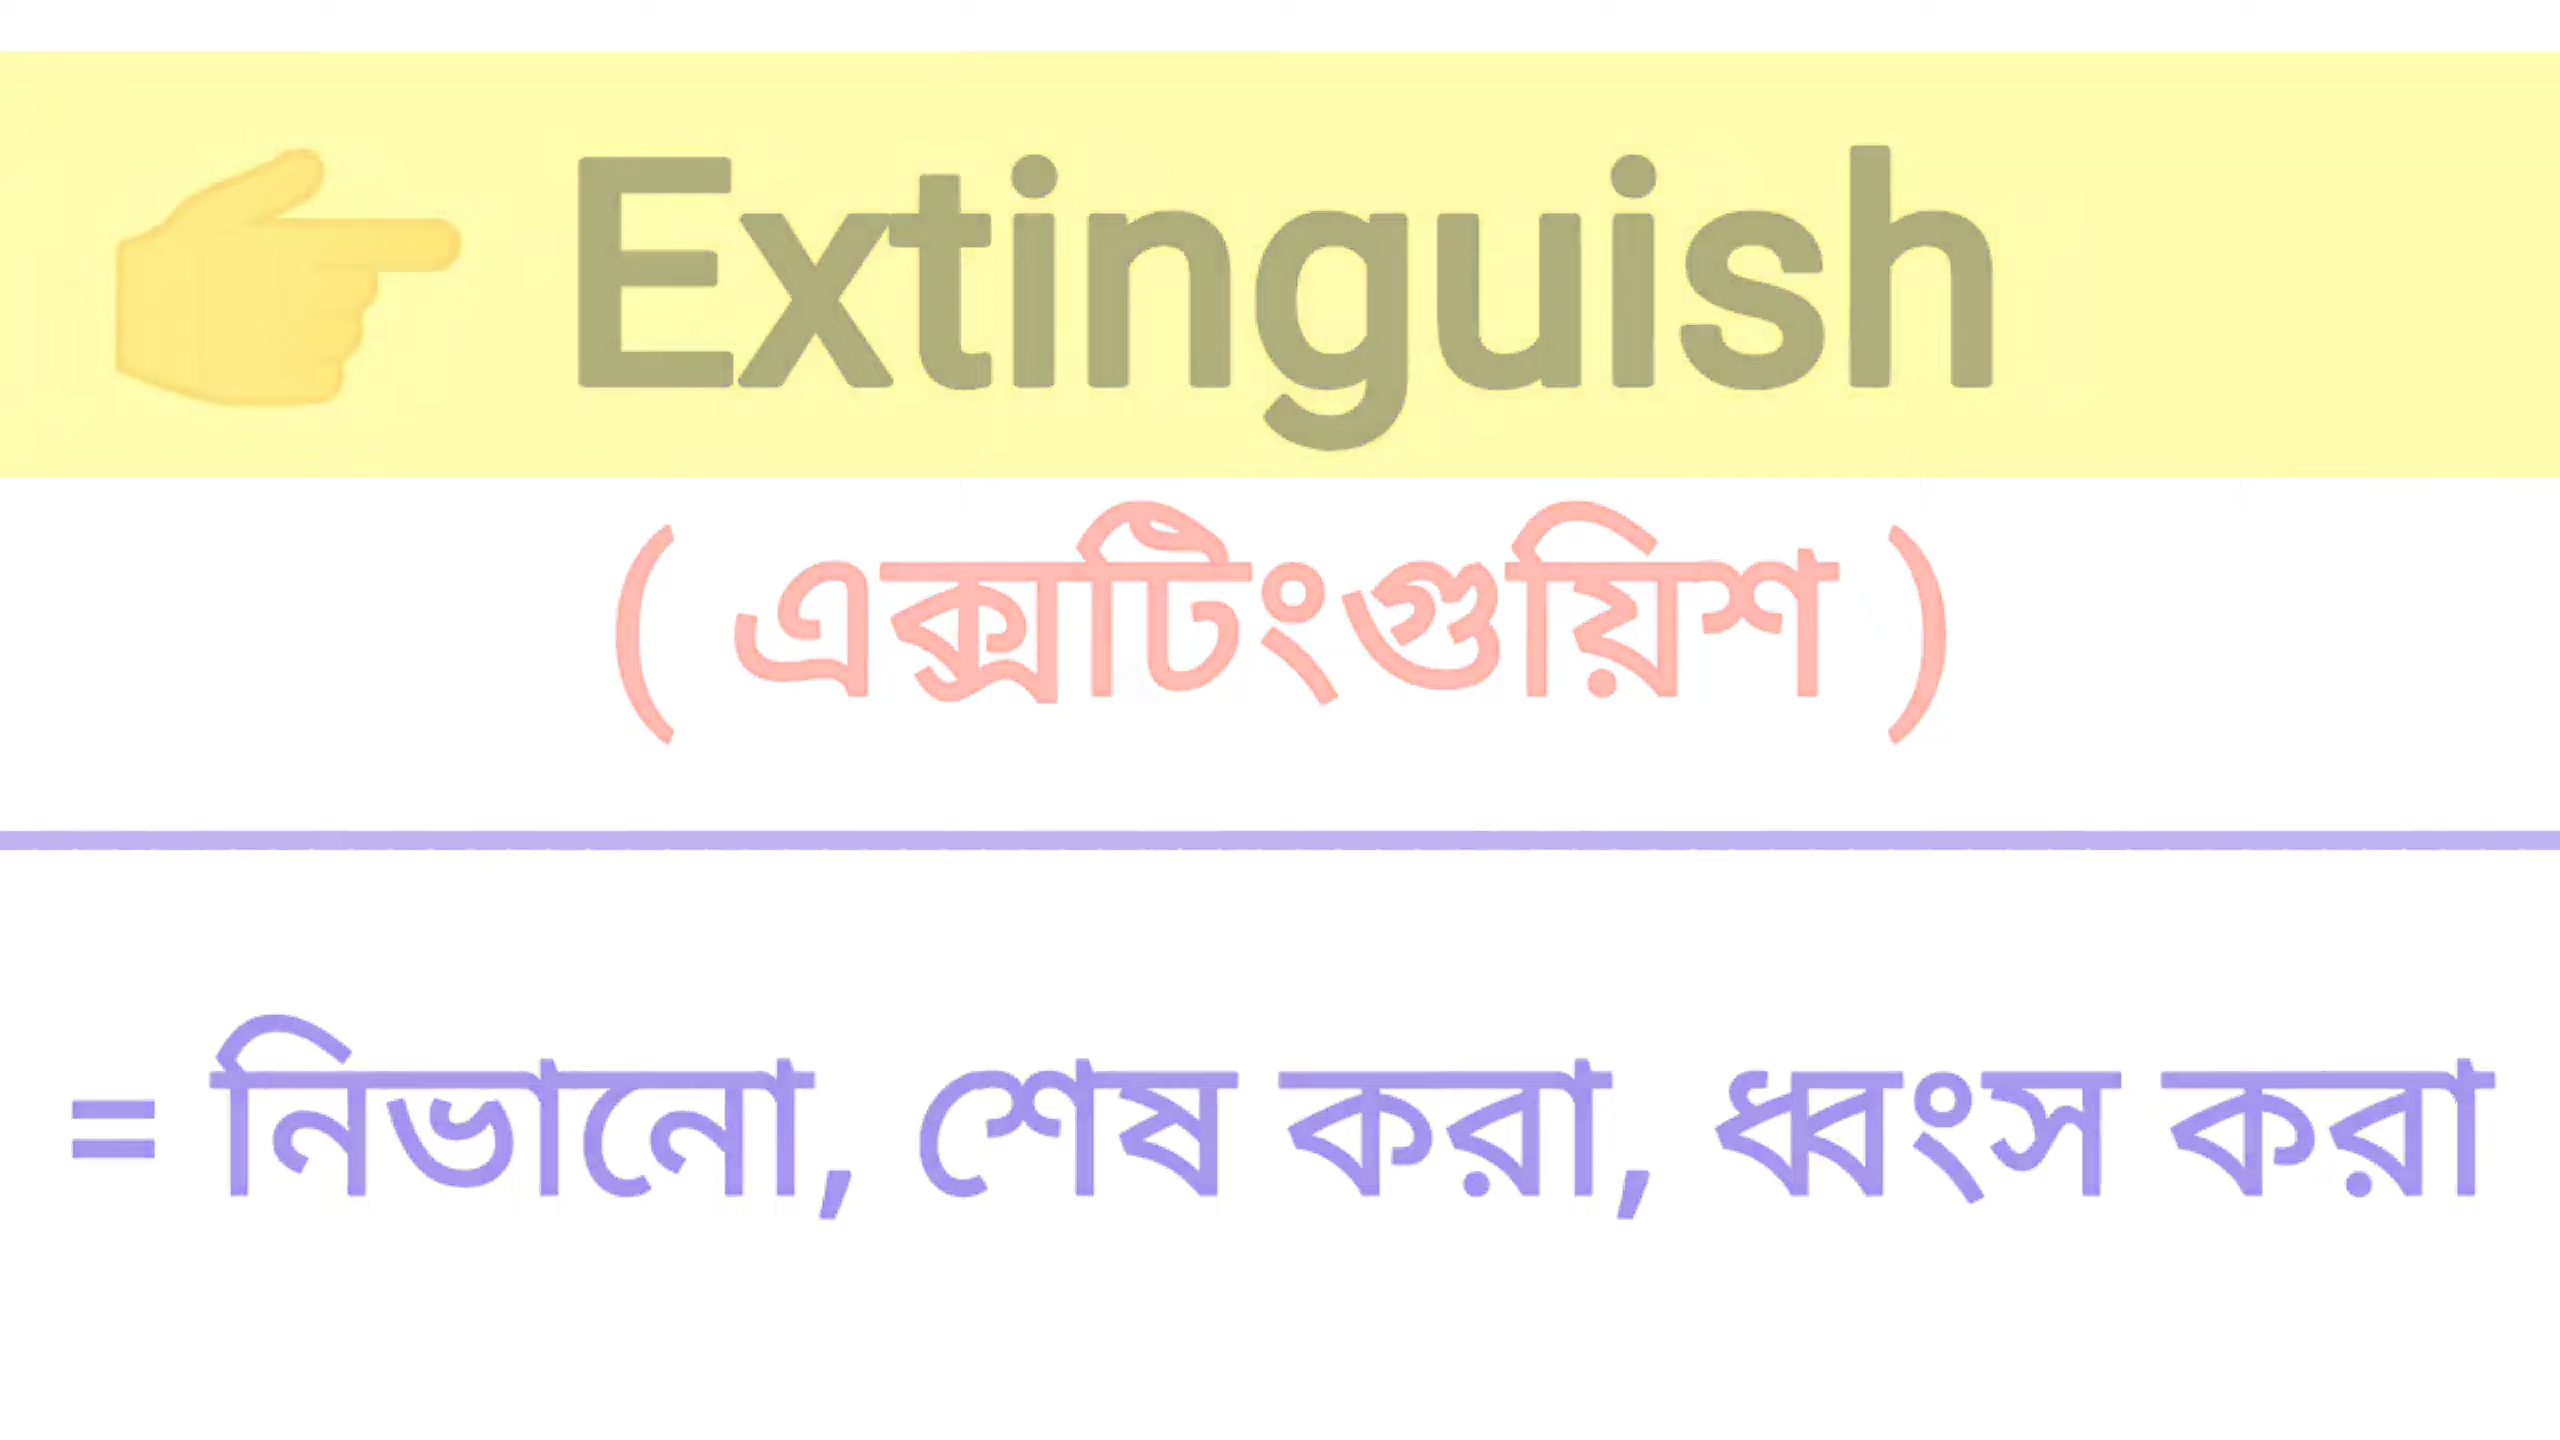 👉 Extinguish
( এক্সটিংগুয়িশ )
= নিভানো, শেষ করা, ধ্বংস করা